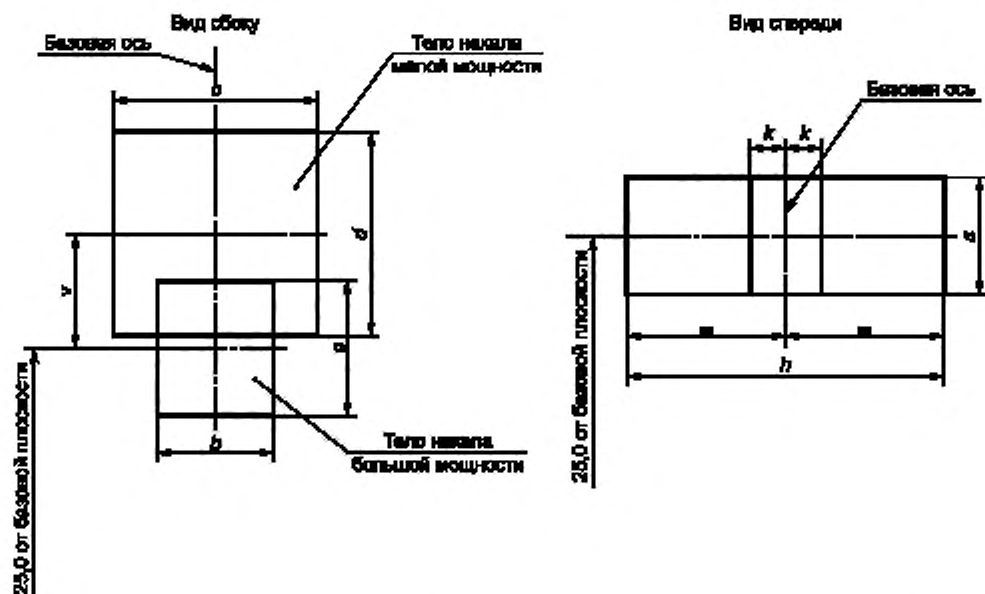 Вид сбоку
Базовая ось
Тело накала
малой мощности
c
d
v
a
b
Тело накала
большой мощности
25,0 от базовой плоскости
Вид спереди
Базовая ось
k
k
a
m
m
h
25,0 от базовой плоскости